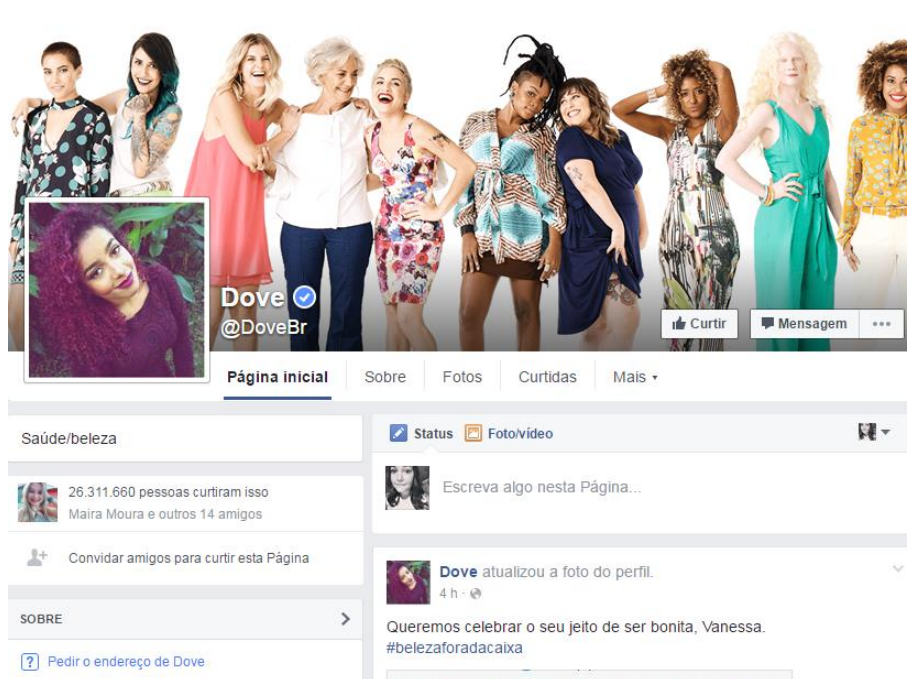 Dove
@DoveBr
Curtir
Mensagem
Página inicial
Sobre
Fotos
Curtidas
Mais
Saúde/beleza
26.311.660 pessoas curtiram isso
Maira Moura e outros 14 amigos
Convidar amigos para curtir esta Página
SOBRE
? Pedir o endereço de Dove
Status
Foto/vídeo
Escreva algo nesta Página...
Dove atualizou a foto do perfil.
4 h ·
Queremos celebrar o seu jeito de ser bonita, Vanessa.
#belezaforadacaixa